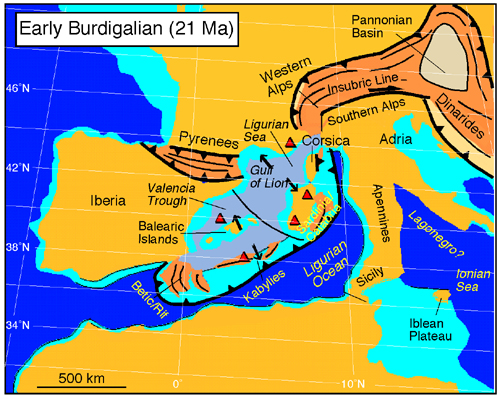 Early Burdigalian (21 Ma)
Pannonian
Basin
Western
Alps
Insubric Line
46°N
Ligurian
Sea
Southern Alps
Dinarides
Pyrenees
Corsica
Adria
42°N
Gulf
of Lion
Valencia
Trough
Iberia
Apennines
Balearic
Islands
Lagonegro?
38°N
Ligurian
Ocean
Ionian
Sea
Betic/Rif
Kabylies
Sicily
34°N
Iblean
Plateau
500 km
0°
10°N